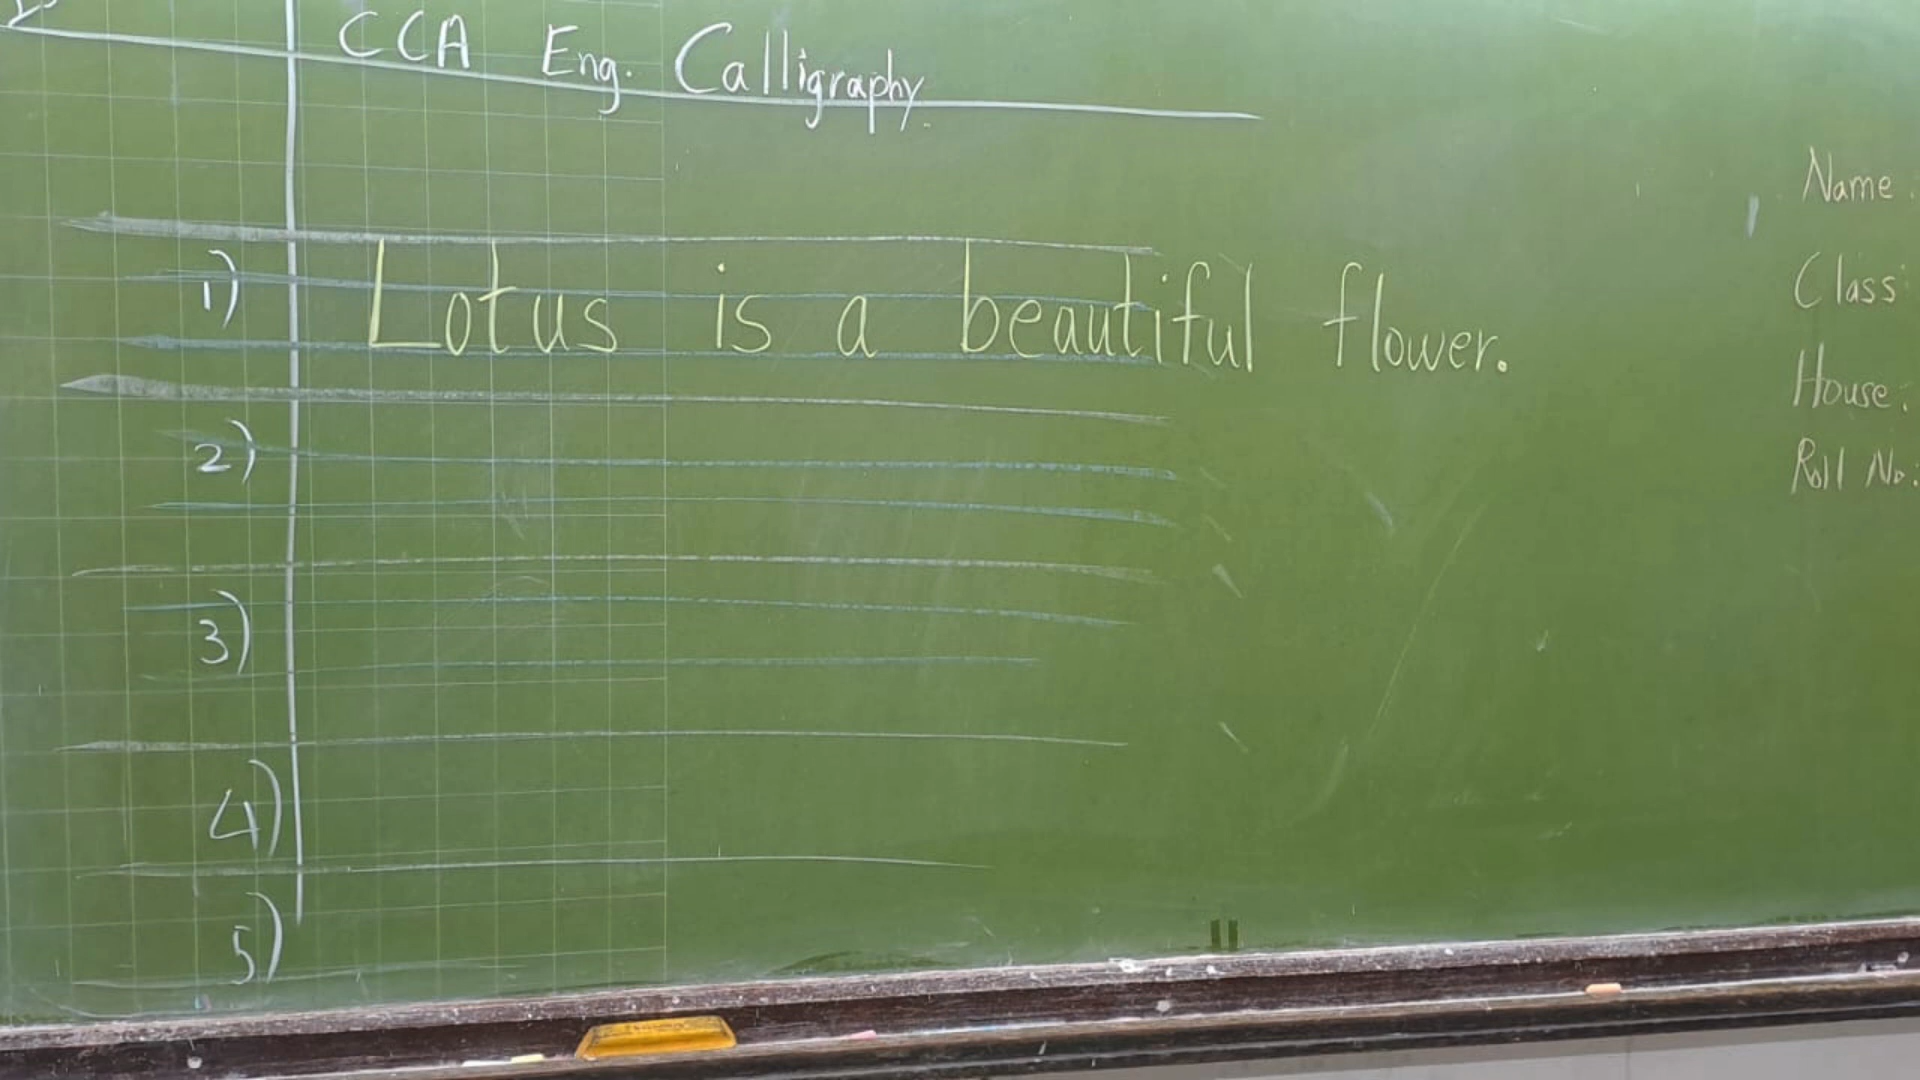 CCA Eng. Calligraphy.
1) Lotus is a beautiful flower.
2)
3)
4)
5)
Name :
Class :
House :
Roll No. :